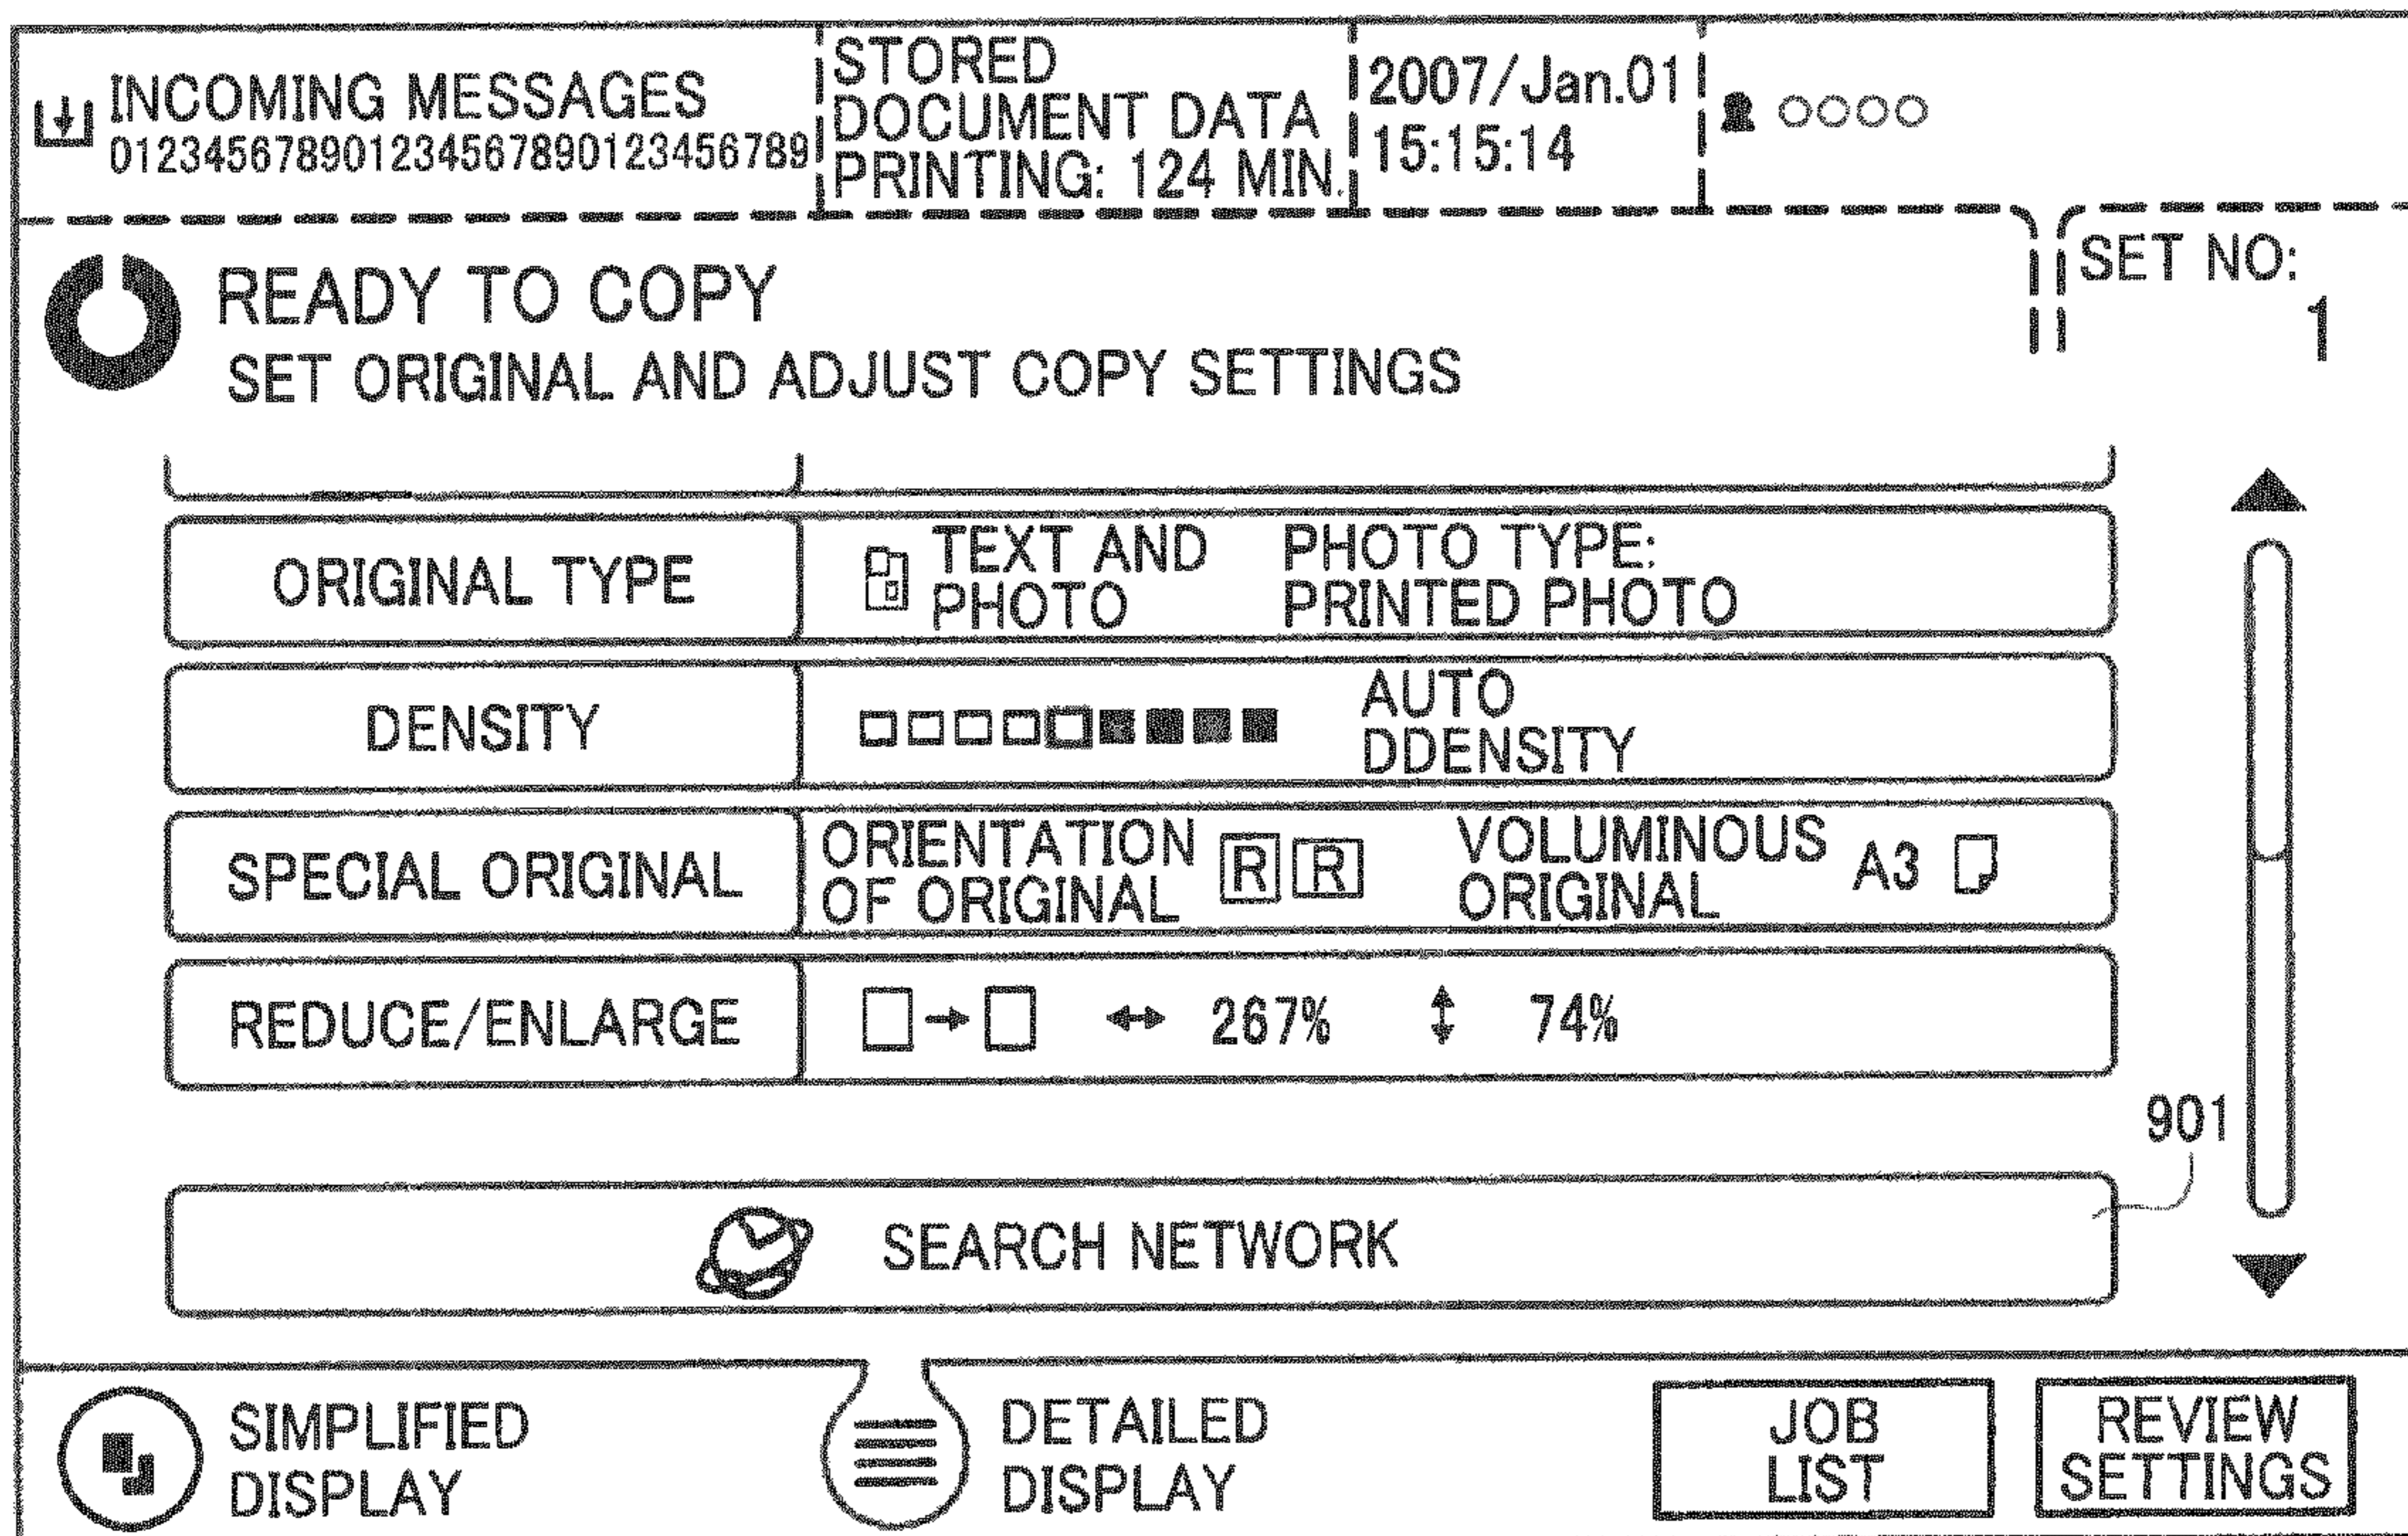 INCOMING MESSAGES
012345678901234567890123456789
STORED
DOCUMENT DATA
PRINTING: 124 MIN.
2007/Jan.01
15:15:14
○○○○
READY TO COPY
SET ORIGINAL AND ADJUST COPY SETTINGS
SET NO:
1
ORIGINAL TYPE
TEXT AND
PHOTO
PHOTO TYPE:
PRINTED PHOTO
DENSITY
AUTO
DDENSITY
SPECIAL ORIGINAL
ORIENTATION
OF ORIGINAL
R R
VOLUMINOUS
ORIGINAL
A3
REDUCE/ENLARGE
267%
74%
901
SEARCH NETWORK
SIMPLIFIED
DISPLAY
DETAILED
DISPLAY
JOB
LIST
REVIEW
SETTINGS